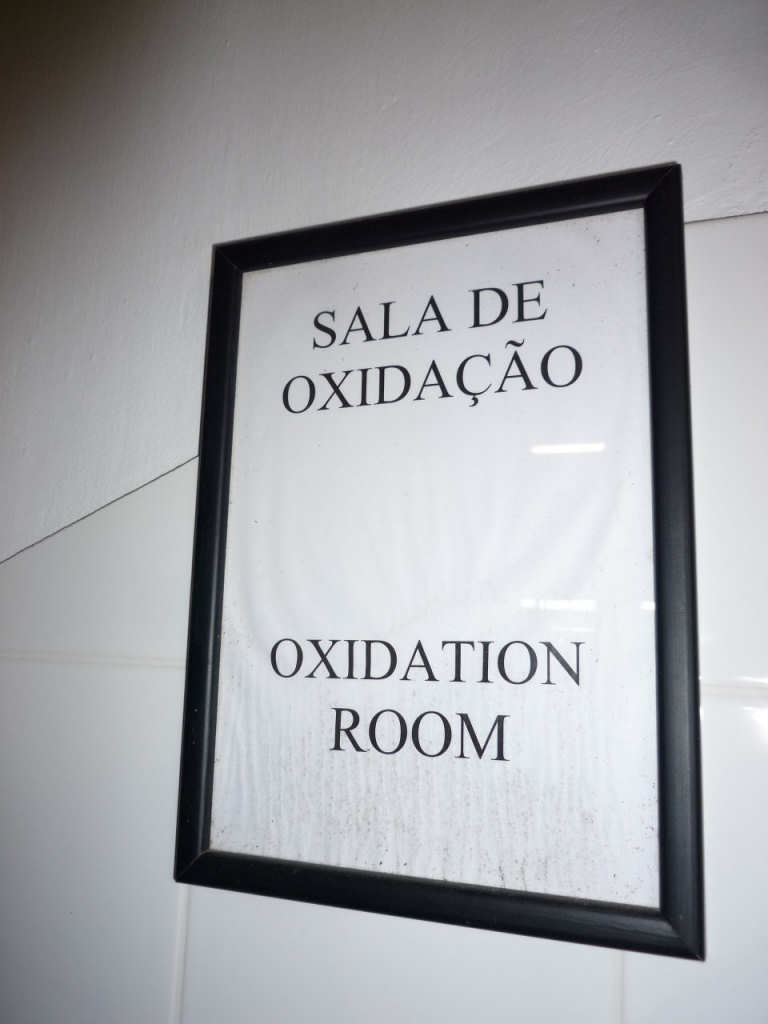 SALA DE
OXIDAÇÃO
OXIDATION
ROOM